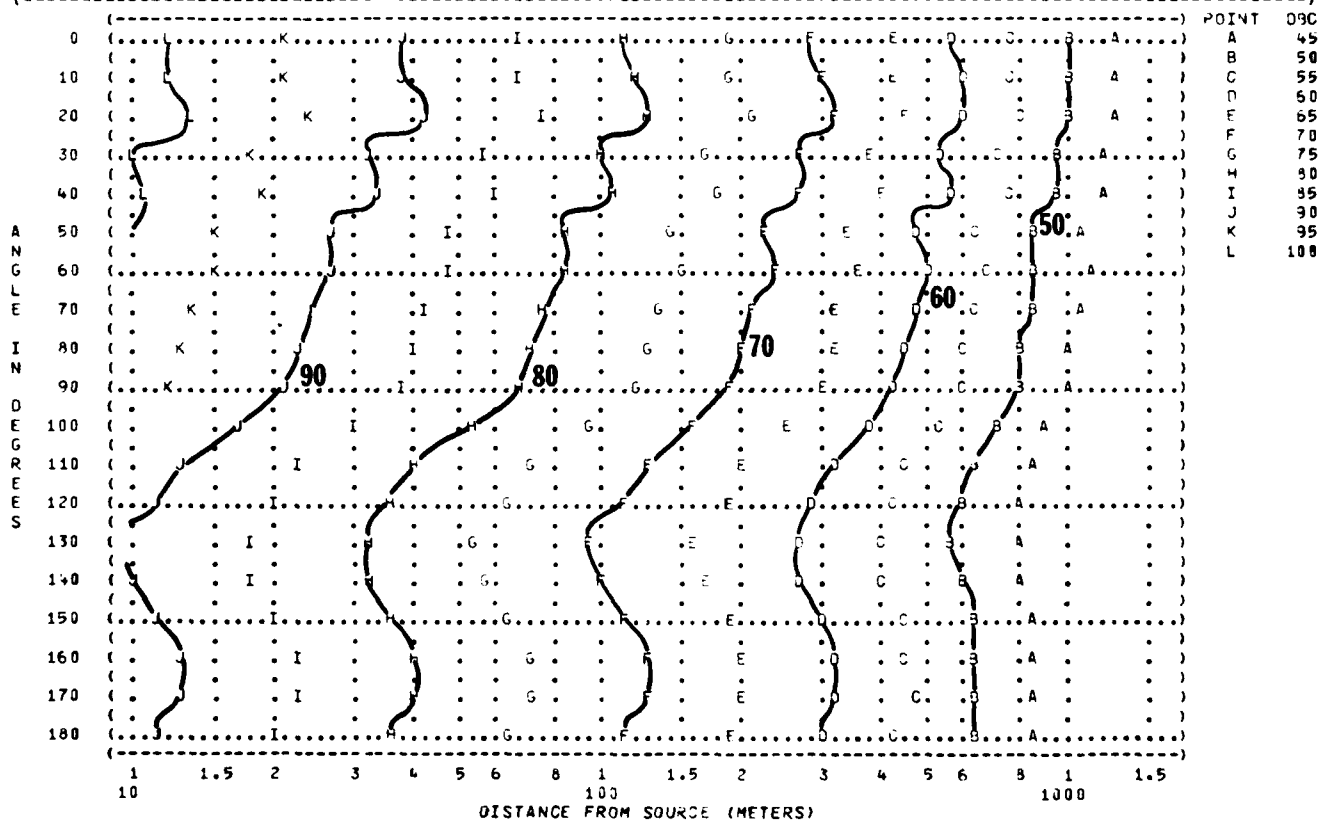 POINT DBC
0 L K J I H G F E D C B A A 45
B 50
10 L K J I H G F E D C B A C 55
D 60
20 L K J I H G F E D C B A E 65
F 70
30 L K J I H G F E D C B A G 75
H 80
40 L K J I H G F E D C B A I 85
J 90
50 K J I H G F E D C B 50 A K 95
L 100
60 K J I H G F E D C B A
70 K J I H G F E D 60 C B A
80 K J I H G F 70 E D C B A
90 K J 90 I H 80 G F E D C B A
100 J I H G F E D C B A
110 J I H G F E D C B A
120 J I H G F E D C B A
130 I H G F E D C B A
140 J I H G F E D C B A
150 J I H G F E D C B A
160 J I H G F E D C B A
170 J I H G F E D C B A
180 J I H G F E D C B A
ANGLE IN DEGREES
1 1.5 2 3 4 5 6 8 1 1.5 2 3 4 5 6 8 1 1.5
10 100 1000
DISTANCE FROM SOURCE (METERS)